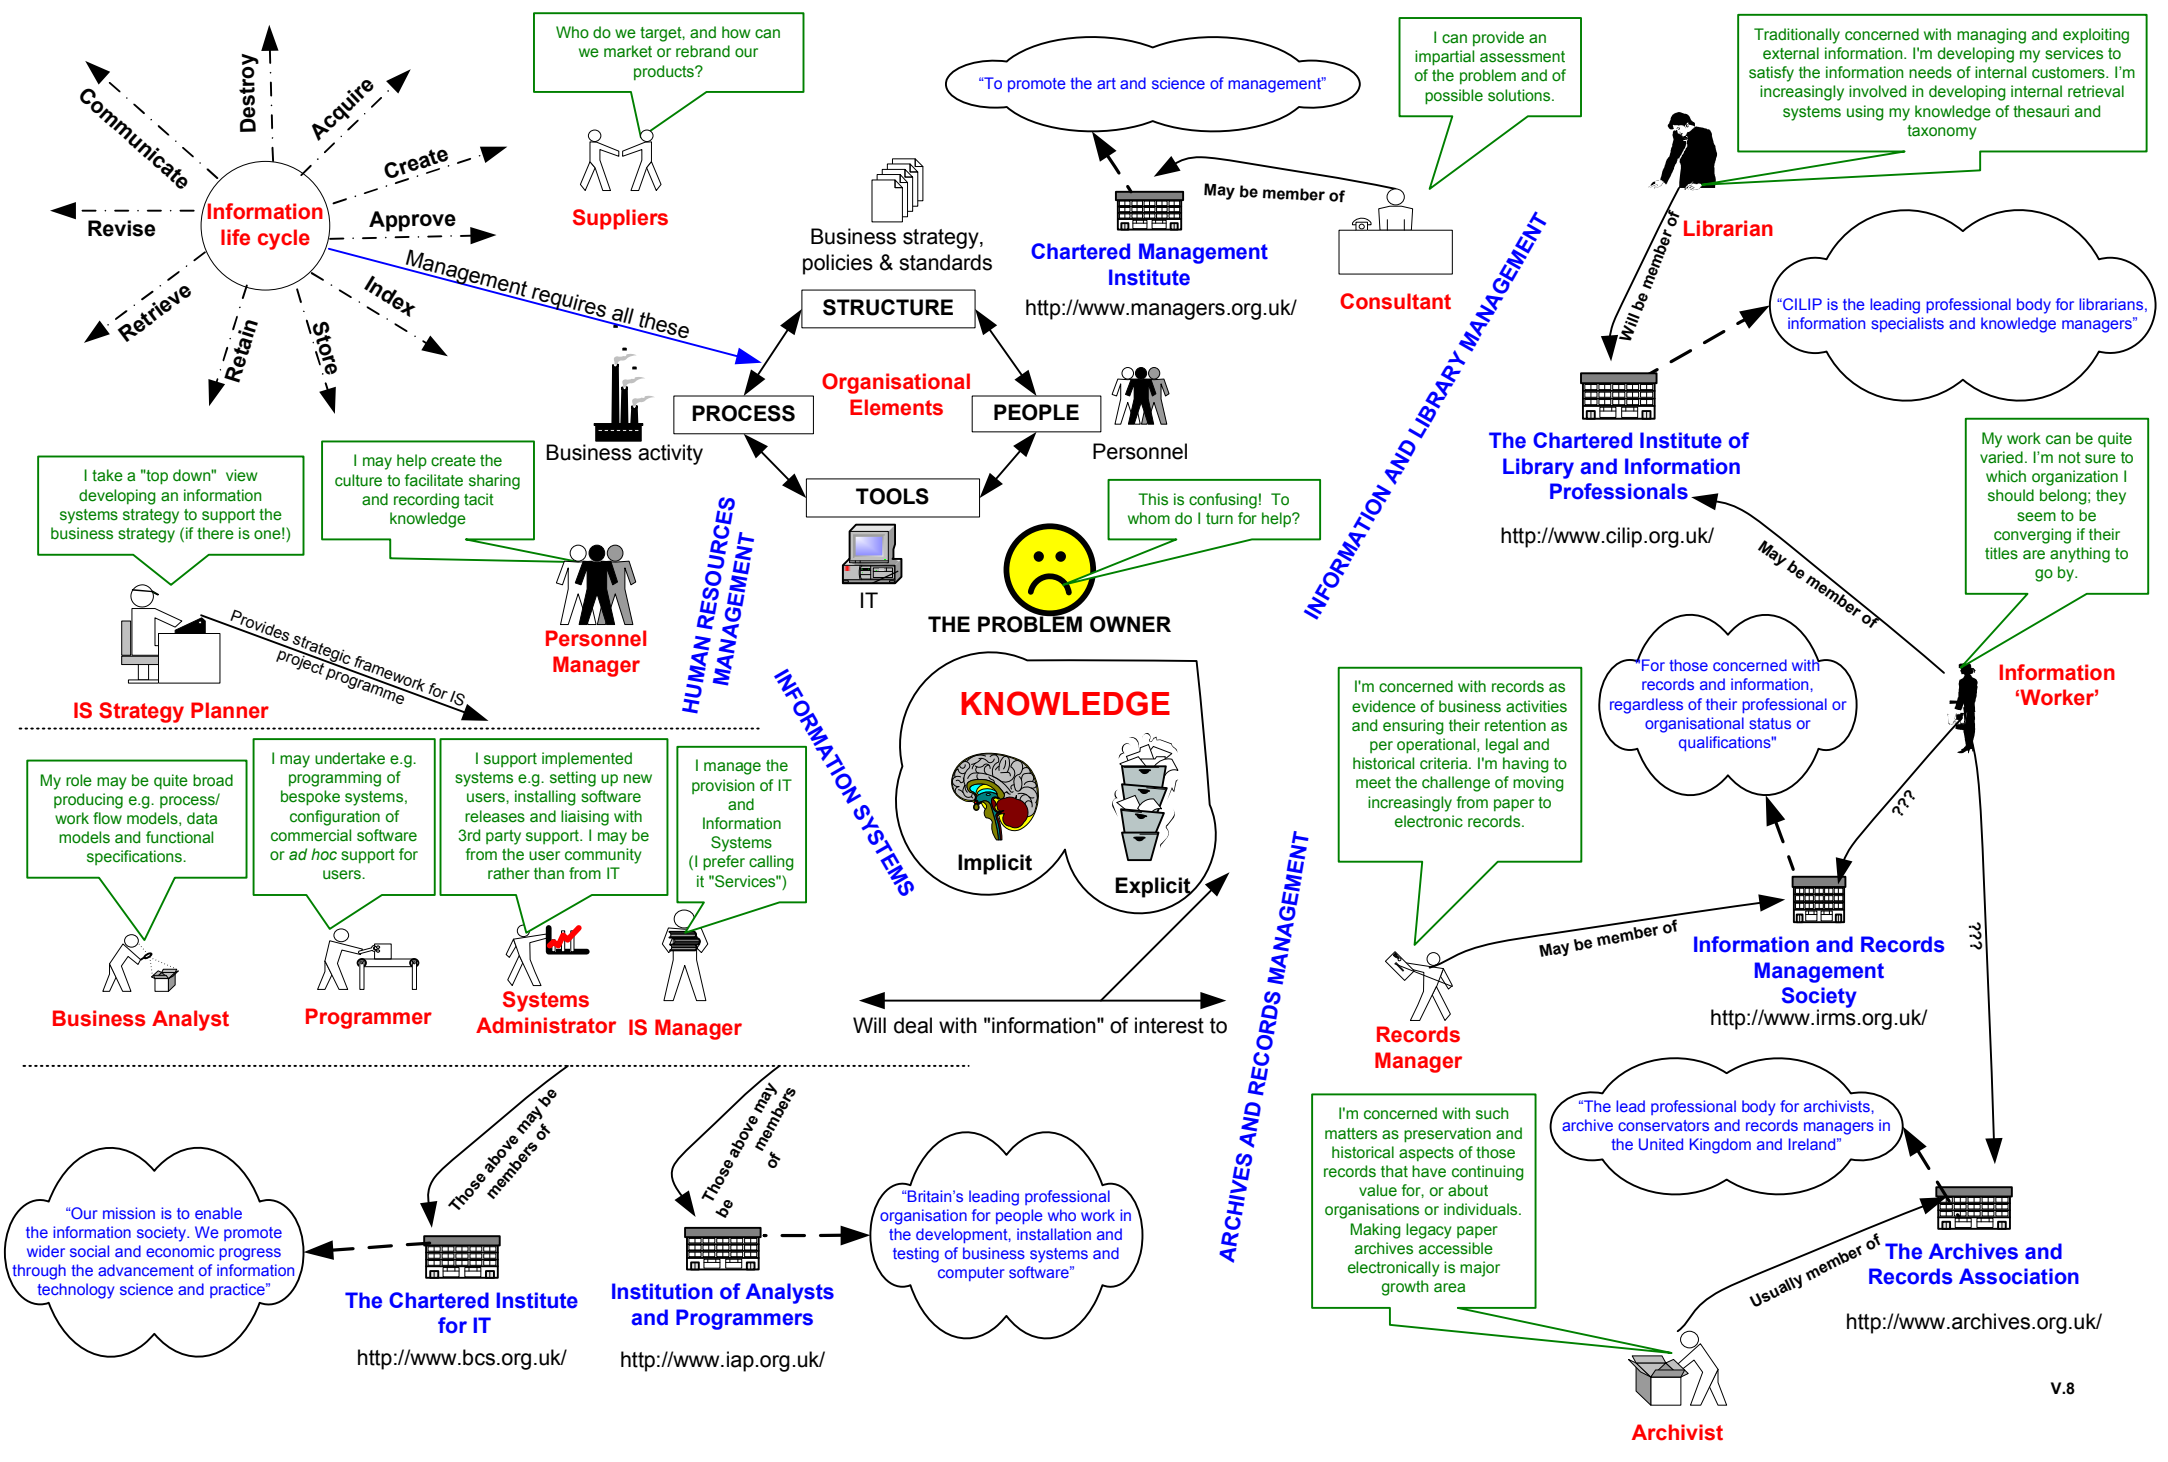 Destroy
Communicate
Acquire
Create
Approve
Index
Store
Retain
Retrieve
Revise
Information
life cycle
Management requires all these
Who do we target, and how can
we market or rebrand our
products?
Suppliers
Business strategy,
policies & standards
STRUCTURE
PROCESS
PEOPLE
TOOLS
Organisational
Elements
Business activity
Personnel
IT
“To promote the art and science of management”
Chartered Management
Institute
http://www.managers.org.uk/
May be member of
I can provide an
impartial assessment
of the problem and of
possible solutions.
Consultant
Traditionally concerned with managing and exploiting
external information. I'm developing my services to
satisfy the information needs of internal customers. I'm
increasingly involved in developing internal retrieval
systems using my knowledge of thesauri and
taxonomy
Librarian
Will be member of
“CILIP is the leading professional body for librarians,
information specialists and knowledge managers”
The Chartered Institute of
Library and Information
Professionals
http://www.cilip.org.uk/
INFORMATION AND LIBRARY MANAGEMENT
My work can be quite
varied. I’m not sure to
which organization I
should belong; they
seem to be
converging if their
titles are anything to
go by.
May be member of
Information
‘Worker’
I take a "top down"  view
developing an information
systems strategy to support the
business strategy (if there is one!)
IS Strategy Planner
Provides strategic framework for IS
project programme
I may help create the
culture to facilitate sharing
and recording tacit
knowledge
Personnel
Manager
HUMAN RESOURCES
MANAGEMENT
This is confusing!  To
whom do I turn for help?
THE PROBLEM OWNER
KNOWLEDGE
Implicit
Explicit
INFORMATION SYSTEMS
Will deal with "information" of interest to
My role may be quite broad
producing e.g. process/
work flow models, data
models and functional
specifications.
Business Analyst
I may undertake e.g.
programming of
bespoke systems,
configuration of
commercial software
or ad hoc support for
users.
Programmer
I support implemented
systems e.g. setting up new
users, installing software
releases and liaising with
3rd party support. I may be
from the user community
rather than from IT
Systems
Administrator
I manage the
provision of IT
and
Information
Systems
(I prefer calling
it "Services")
IS Manager
"For those concerned with
records and information,
regardless of their professional or
organisational status or
qualifications"
???
???
I'm concerned with records as
evidence of business activities
and ensuring their retention as
per operational, legal and
historical criteria. I'm having to
meet the challenge of moving
increasingly from paper to
electronic records.
Records
Manager
May be member of
Information and Records
Management
Society
http://www.irms.org.uk/
ARCHIVES AND RECORDS MANAGEMENT
I'm concerned with such
matters as preservation and
historical aspects of those
records that have continuing
value for, or about
organisations or individuals.
Making legacy paper
archives accessible
electronically is major
growth area
Archivist
Usually member of
“The lead professional body for archivists,
archive conservators and records managers in
the United Kingdom and Ireland”
The Archives and
Records Association
http://www.archives.org.uk/
Those above may be
members of
“Our mission is to enable
the information society. We promote
wider social and economic progress
through the advancement of information
technology science and practice”
The Chartered Institute
for IT
http://www.bcs.org.uk/
Those above may
be members
of
Institution of Analysts
and Programmers
http://www.iap.org.uk/
“Britain’s leading professional
organisation for people who work in
the development, installation and
testing of business systems and
computer software”
V.8